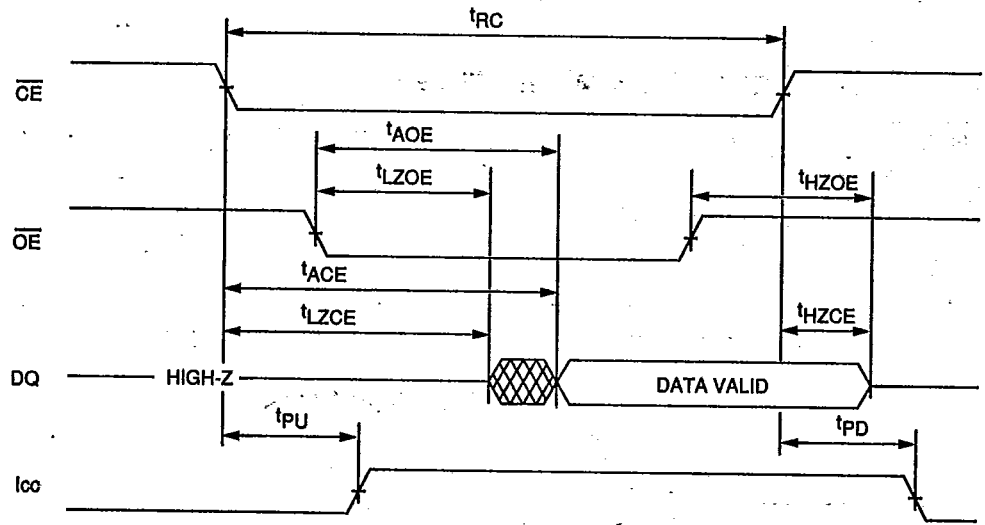 tRC
CE
tAOE
tLZOE
tHZOE
OE
tACE
tLZCE
tHZCE
DQ
HIGH-Z
DATA VALID
tPU
tPD
Icc